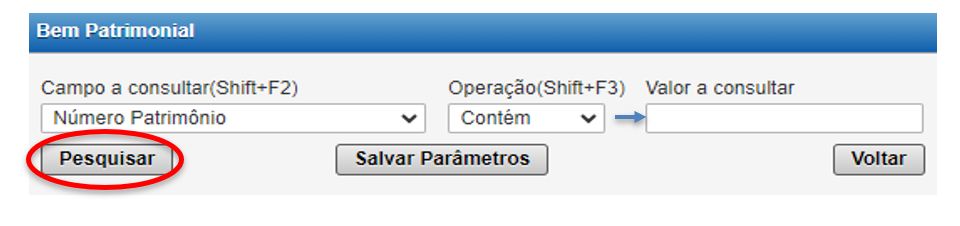 Bem Patrimonial
Campo a consultar(Shift+F2) Operação(Shift+F3) Valor a consultar
Número Patrimônio Contém
Pesquisar Salvar Parâmetros Voltar